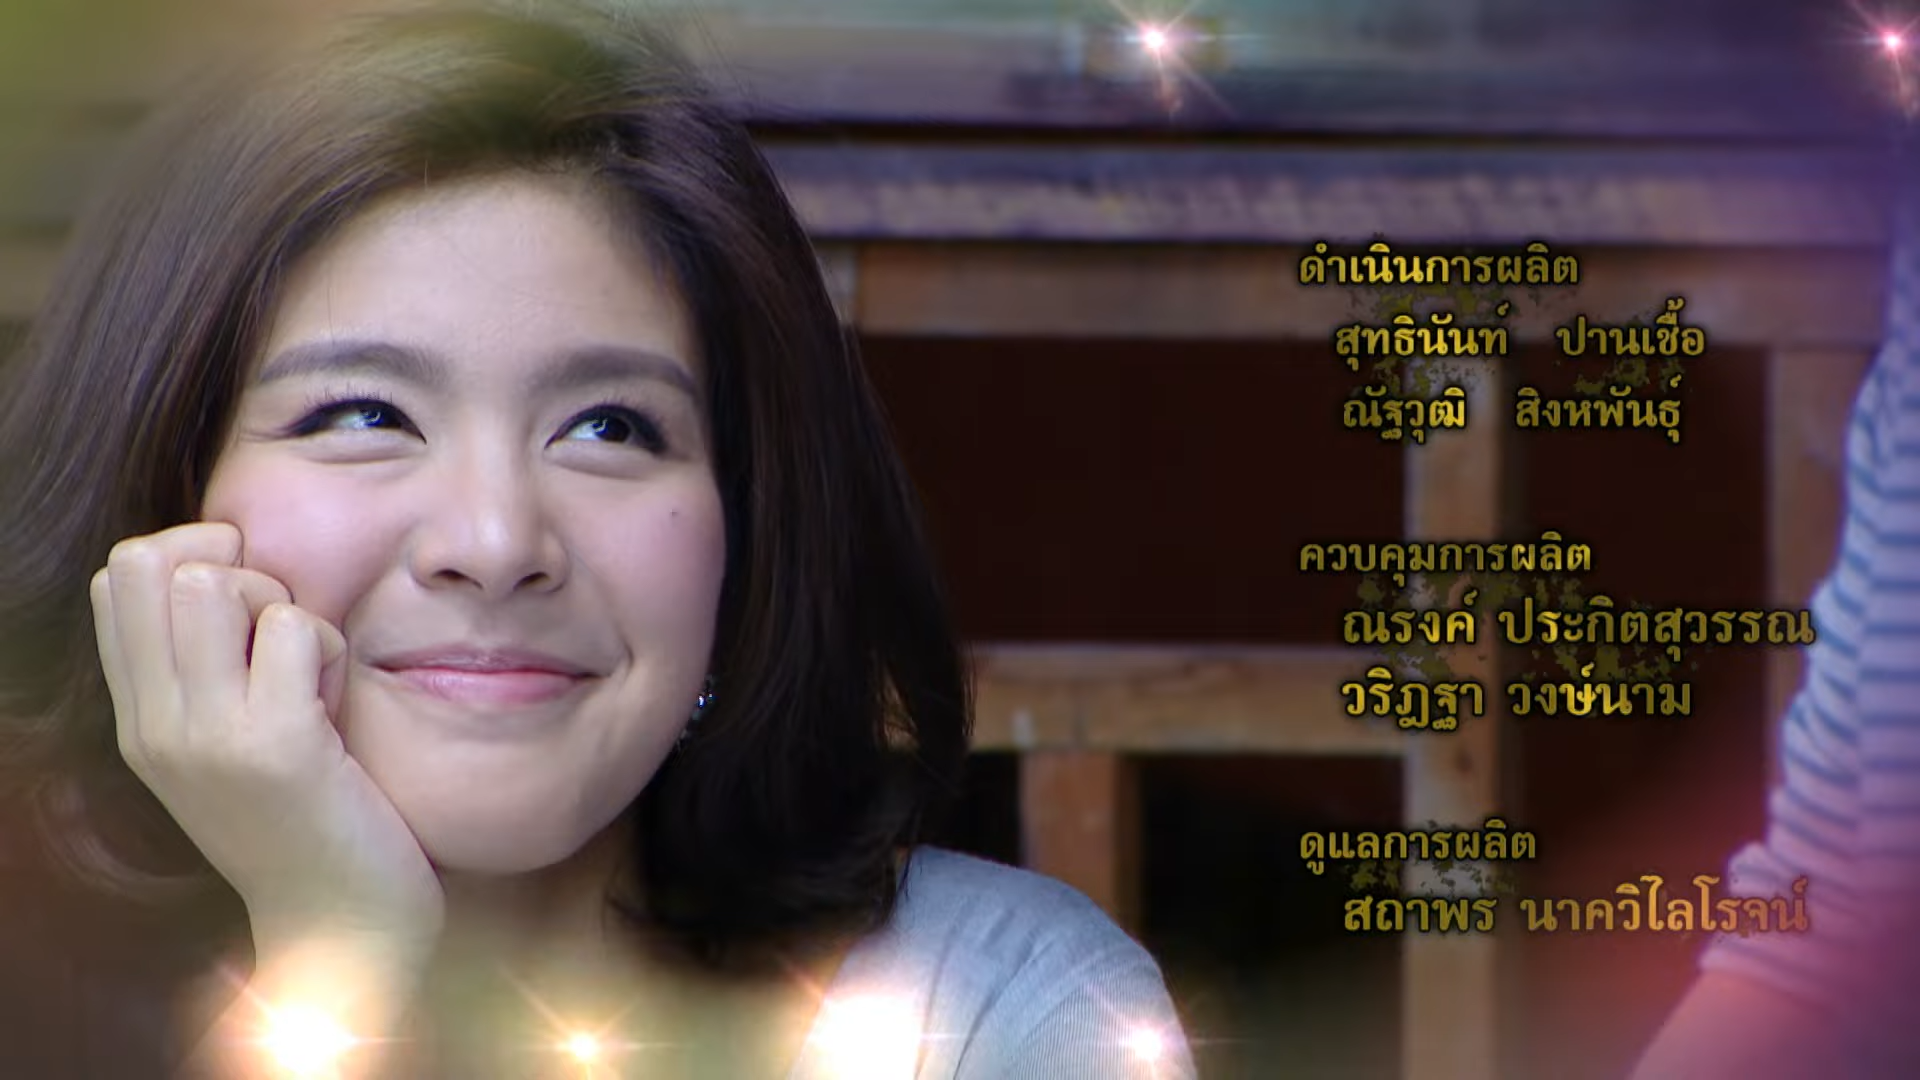 ดำเนินการผลิต
สุทธินันท์ ปานเชื้อ
ณัฐวุฒิ สิงหพันธุ์
ควบคุมการผลิต
ณรงค์ ประกิตสุวรรณ
วริฎฐา วงษ์นาม
ดูแลการผลิต
สถาพร นาควิไลโรจน์